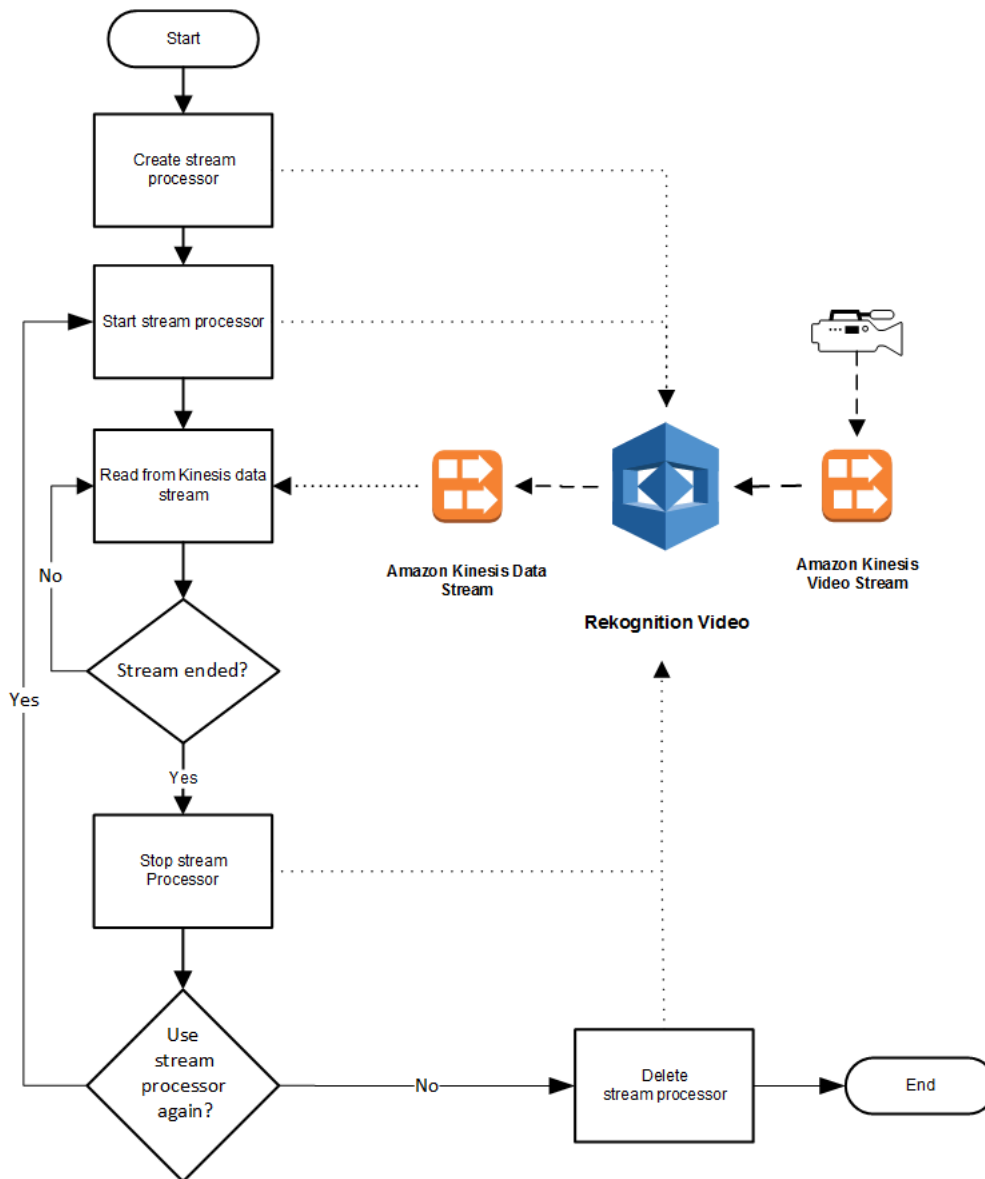 Start
Create stream
processor
Start stream processor
Read from Kinesis data
stream
No
Amazon Kinesis Data
Stream
Rekognition Video
Amazon Kinesis
Video Stream
Stream ended?
Yes
Yes
Stop stream
Processor
Use
stream
processor
again?
No
Delete
stream processor
End